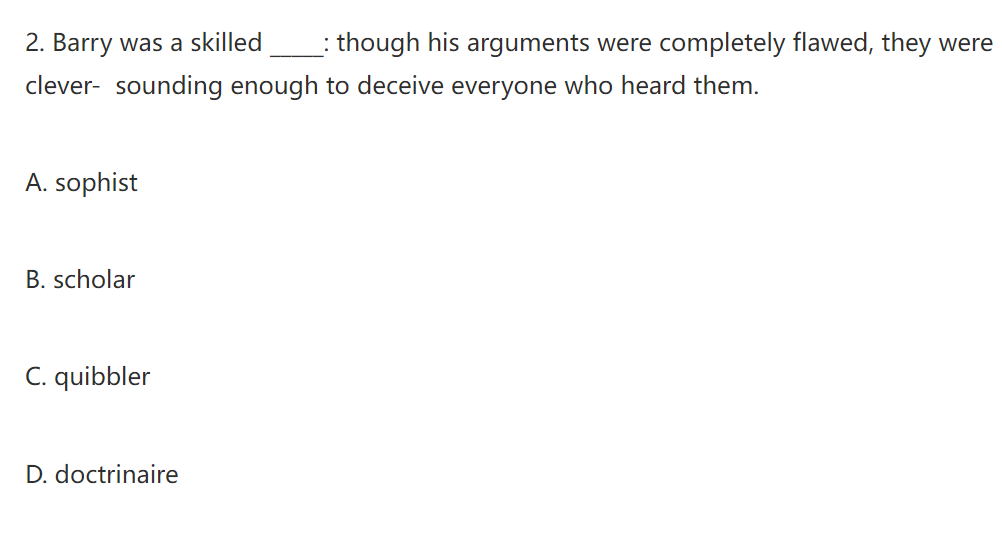 2. Barry was a skilled _____: though his arguments were completely flawed, they were
clever-  sounding enough to deceive everyone who heard them.
A. sophist
B. scholar
C. quibbler
D. doctrinaire